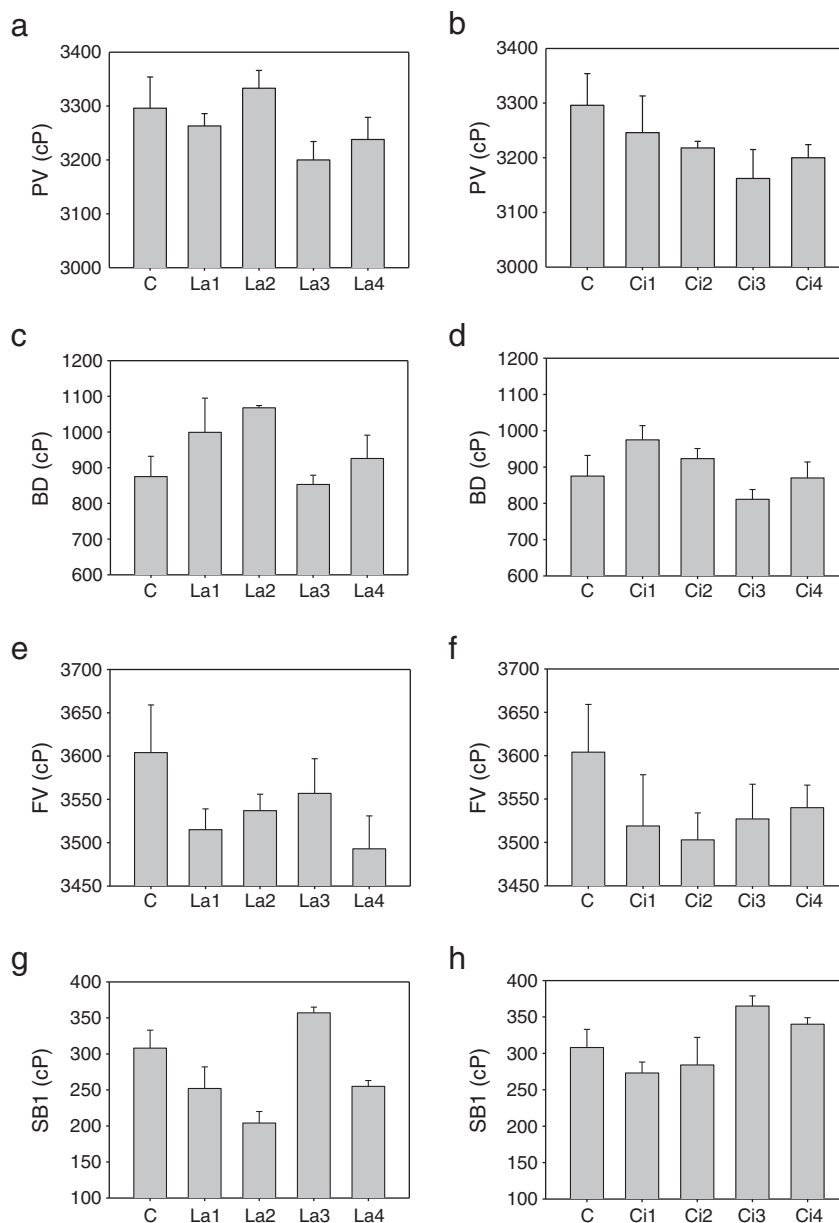 a
PV (cP)
3400
3300
3200
3100
3000
C La1 La2 La3 La4
b
PV (cP)
3400
3300
3200
3100
3000
C Ci1 Ci2 Ci3 Ci4
c
BD (cP)
1200
1100
1000
900
800
700
600
C La1 La2 La3 La4
d
BD (cP)
1200
1100
1000
900
800
700
600
C Ci1 Ci2 Ci3 Ci4
e
FV (cP)
3700
3650
3600
3550
3500
3450
C La1 La2 La3 La4
f
FV (cP)
3700
3650
3600
3550
3500
3450
C Ci1 Ci2 Ci3 Ci4
g
SB1 (cP)
400
350
300
250
200
150
100
C La1 La2 La3 La4
h
SB1 (cP)
400
350
300
250
200
150
100
C Ci1 Ci2 Ci3 Ci4